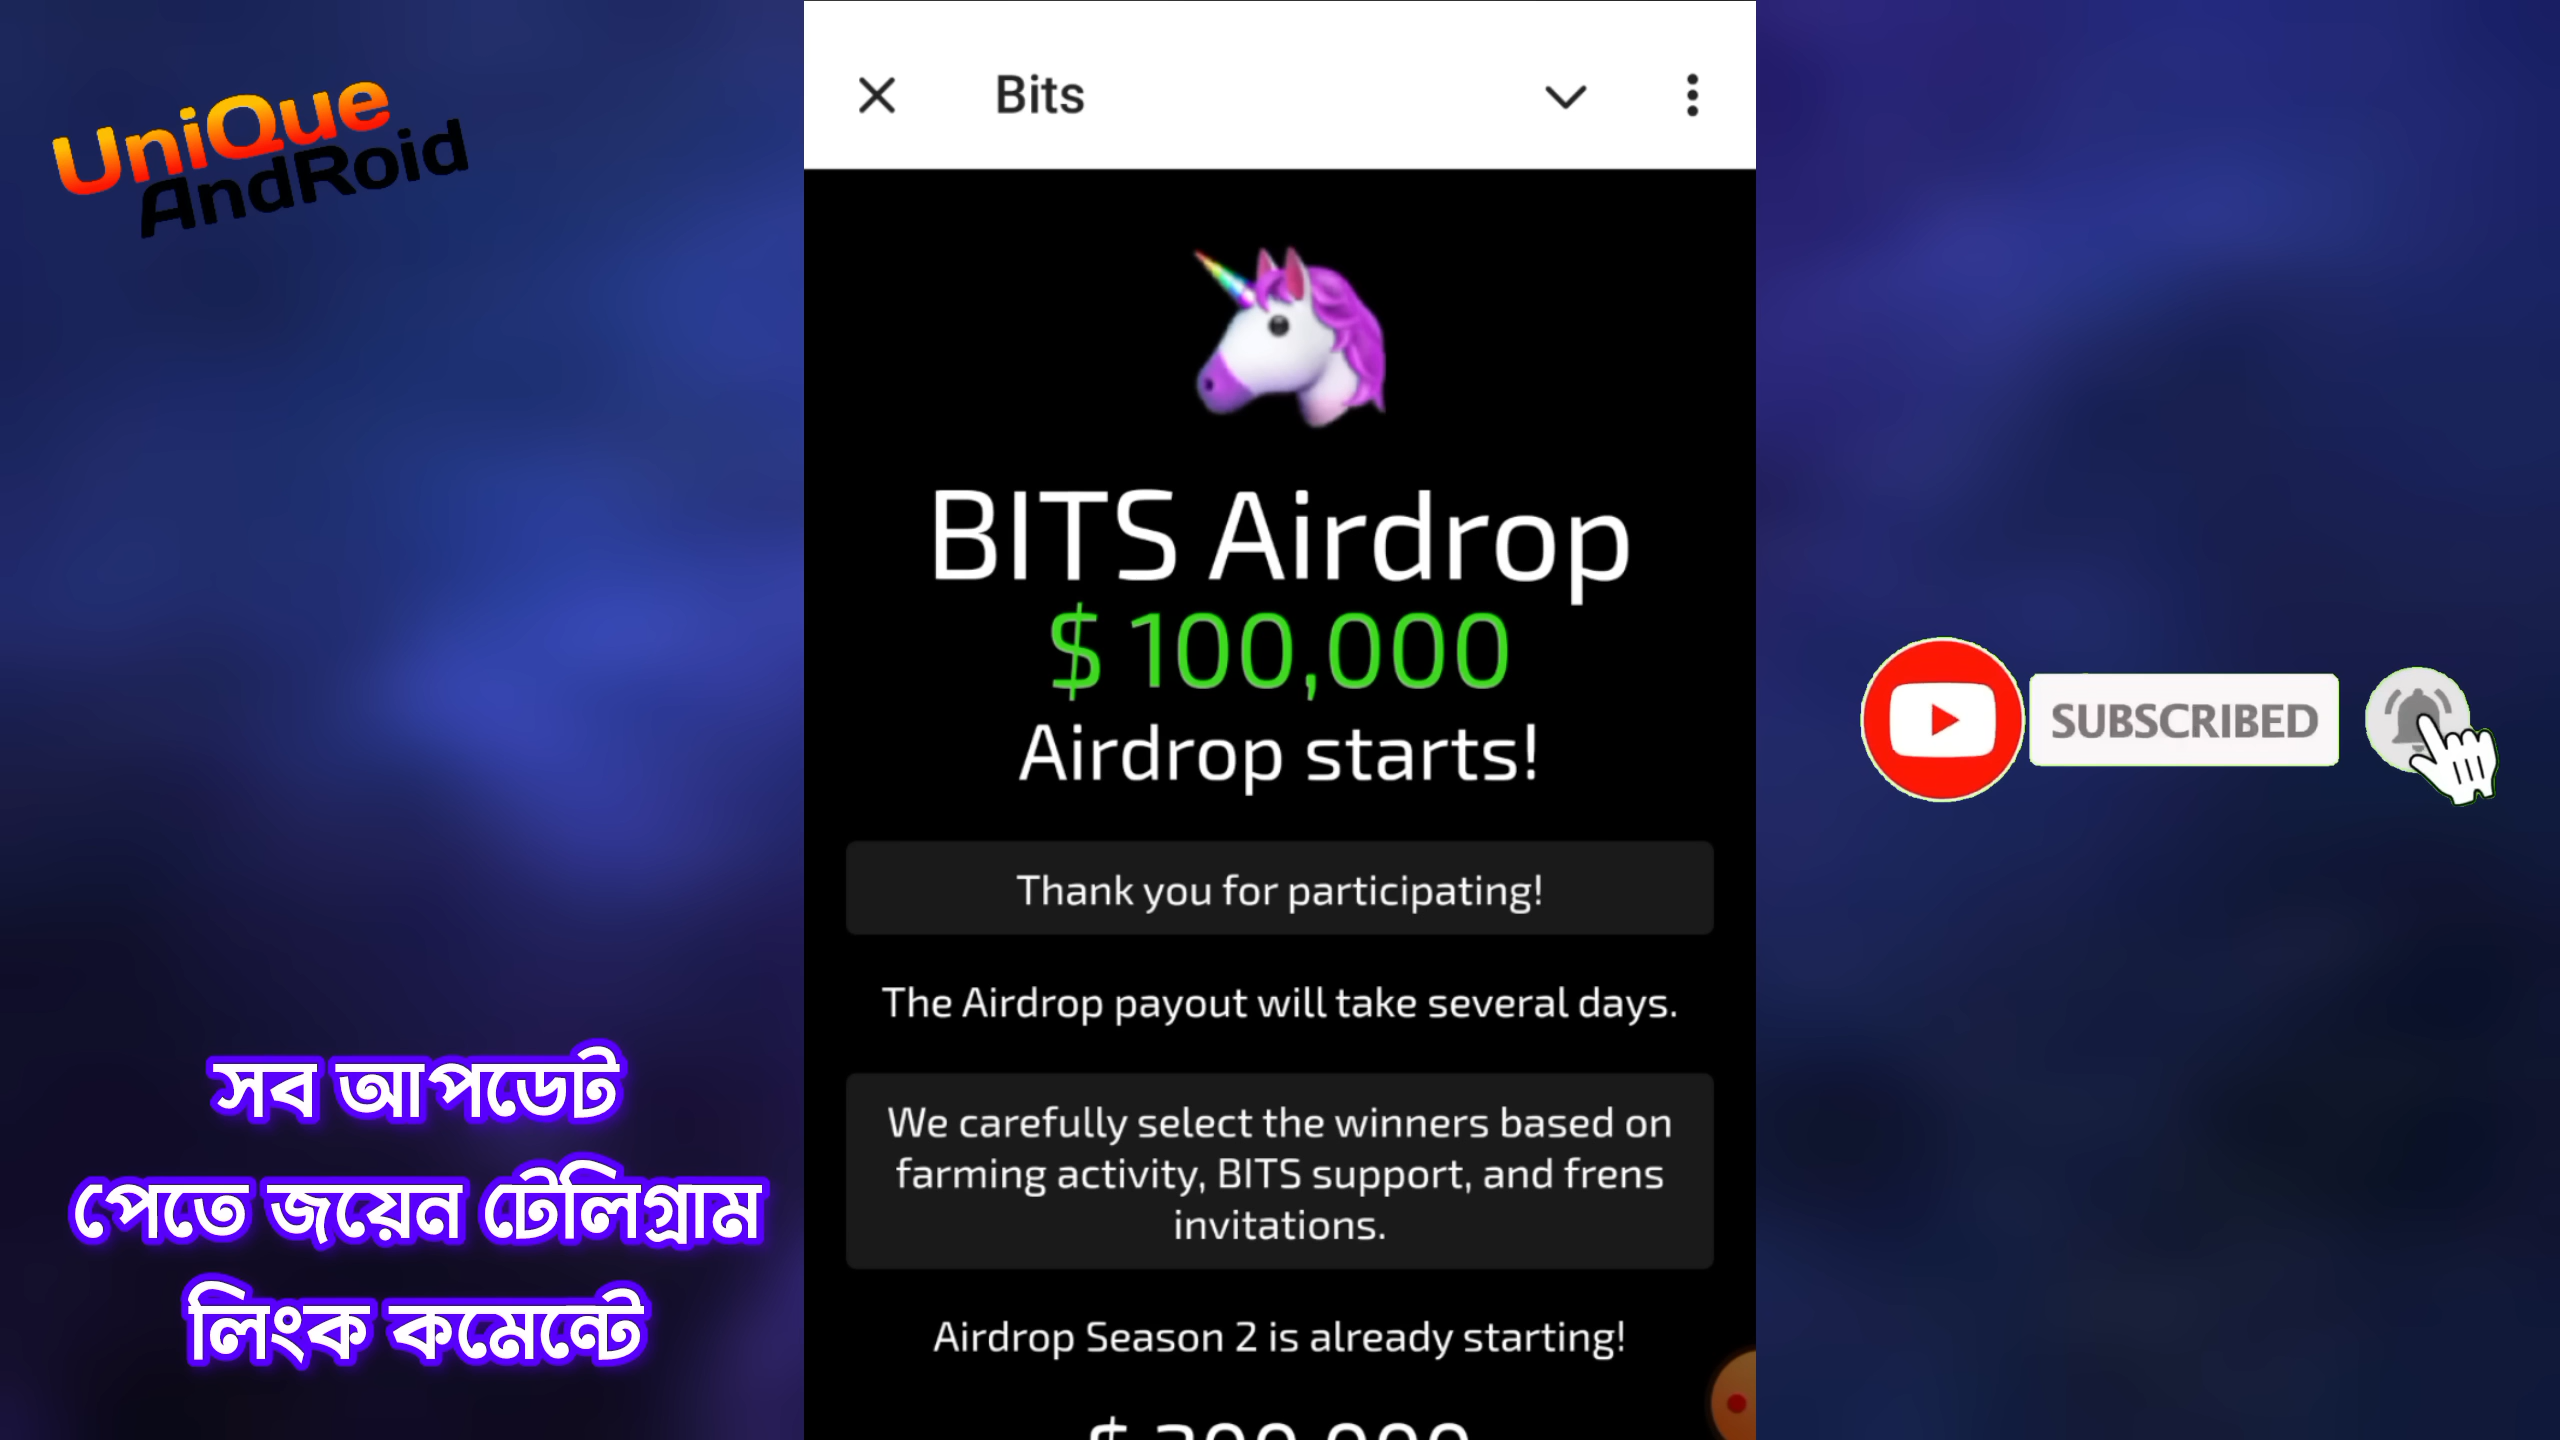 UniQue
AndRoid
Bits
BITS Airdrop
$ 100,000
Airdrop starts!
Thank you for participating!
The Airdrop payout will take several days.
We carefully select the winners based on
farming activity, BITS support, and frens
invitations.
Airdrop Season 2 is already starting!
SUBSCRIBED
সব আপডেট
পেতে জয়েন টেলিগ্রাম
লিংক কমেন্টে